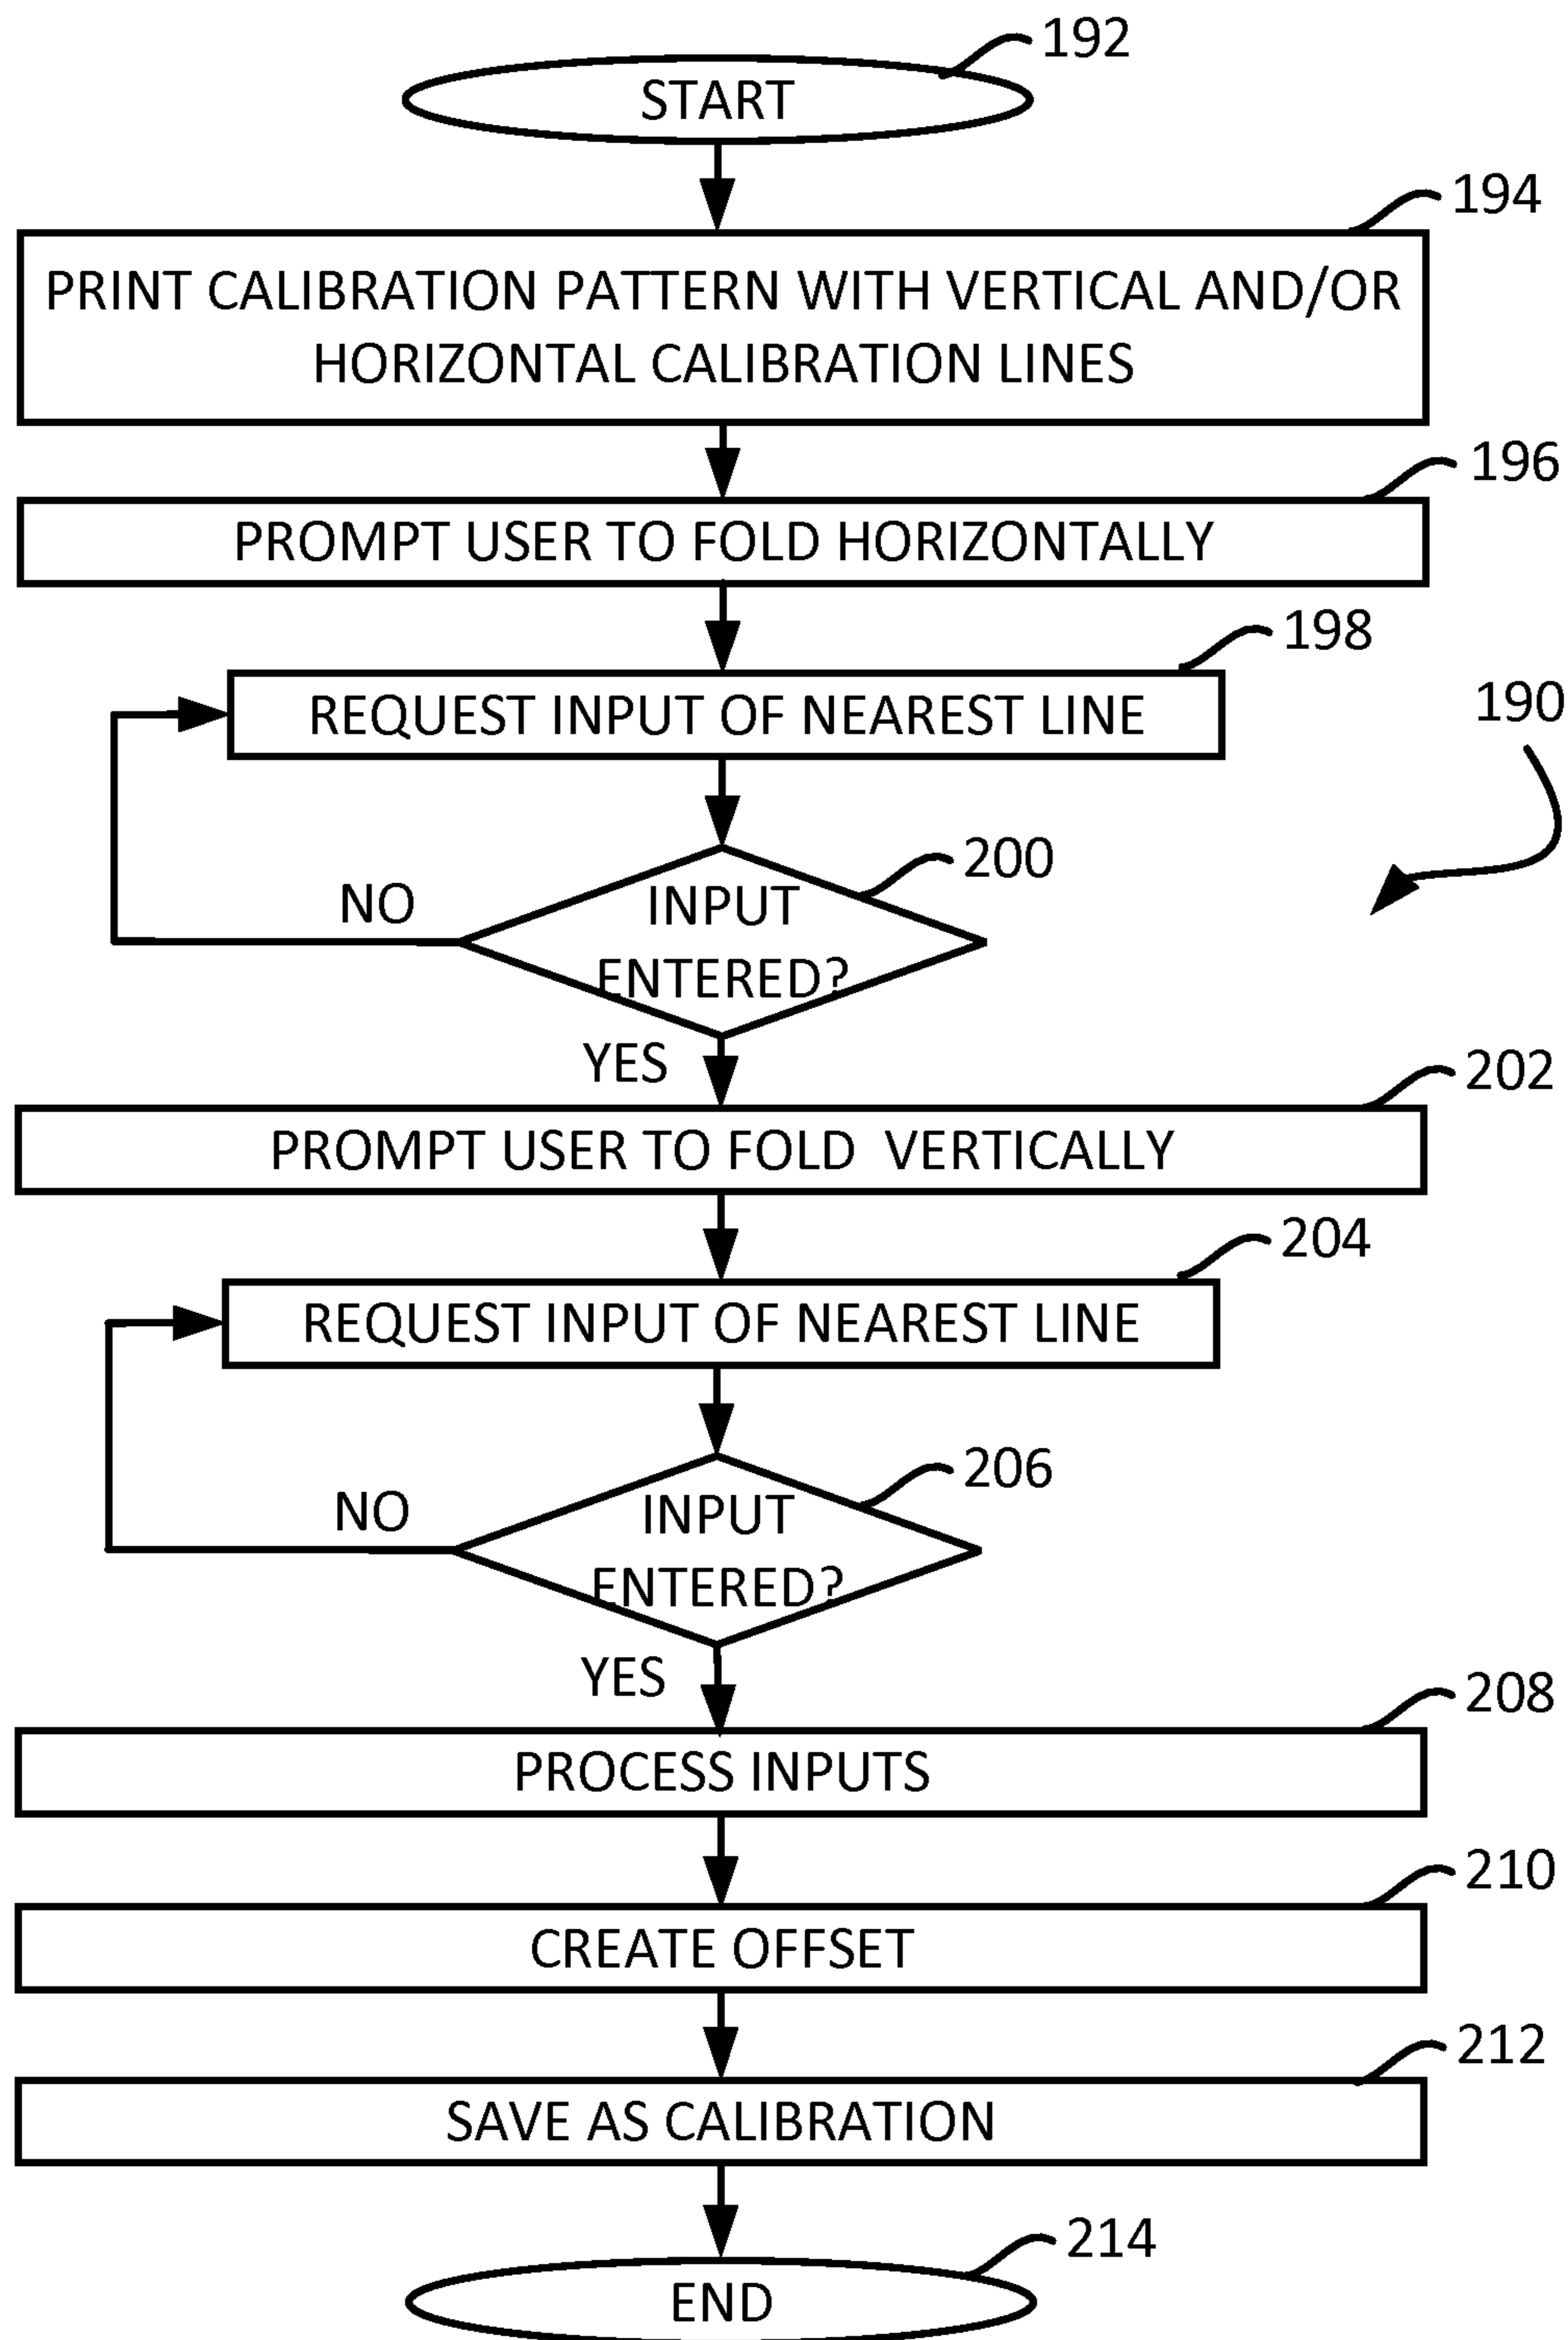 192
START
194
PRINT CALIBRATION PATTERN WITH VERTICAL AND/OR
HORIZONTAL CALIBRATION LINES
196
PROMPT USER TO FOLD HORIZONTALLY
198
REQUEST INPUT OF NEAREST LINE
190
200
NO
INPUT
ENTERED?
YES
202
PROMPT USER TO FOLD VERTICALLY
204
REQUEST INPUT OF NEAREST LINE
206
NO
INPUT
ENTERED?
YES
208
PROCESS INPUTS
210
CREATE OFFSET
212
SAVE AS CALIBRATION
214
END